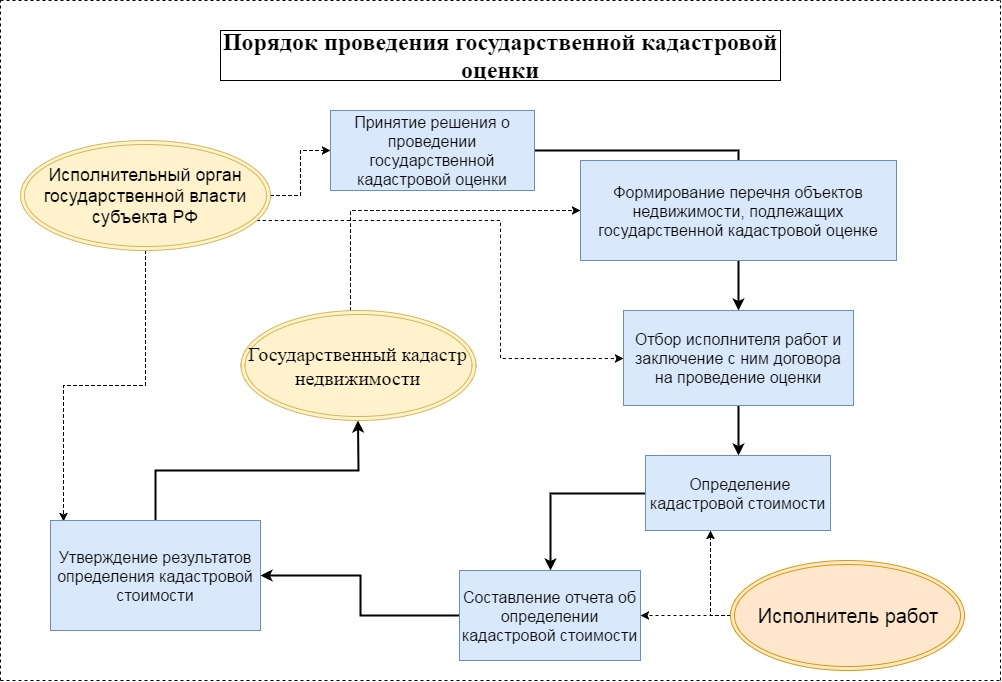 Порядок проведения государственной кадастровой
оценки
Принятие решения о
проведении
государственной
кадастровой оценки
Исполнительный орган
государственной власти
субъекта РФ
Формирование перечня объектов
недвижимости, подлежащих
государственной кадастровой оценке
Отбор исполнителя работ и
заключение с ним договора
на проведение оценки
Государственный кадастр
недвижимости
Определение
кадастровой стоимости
Утверждение результатов
определения кадастровой
стоимости
Составление отчета об
определении
кадастровой стоимости
Исполнитель работ